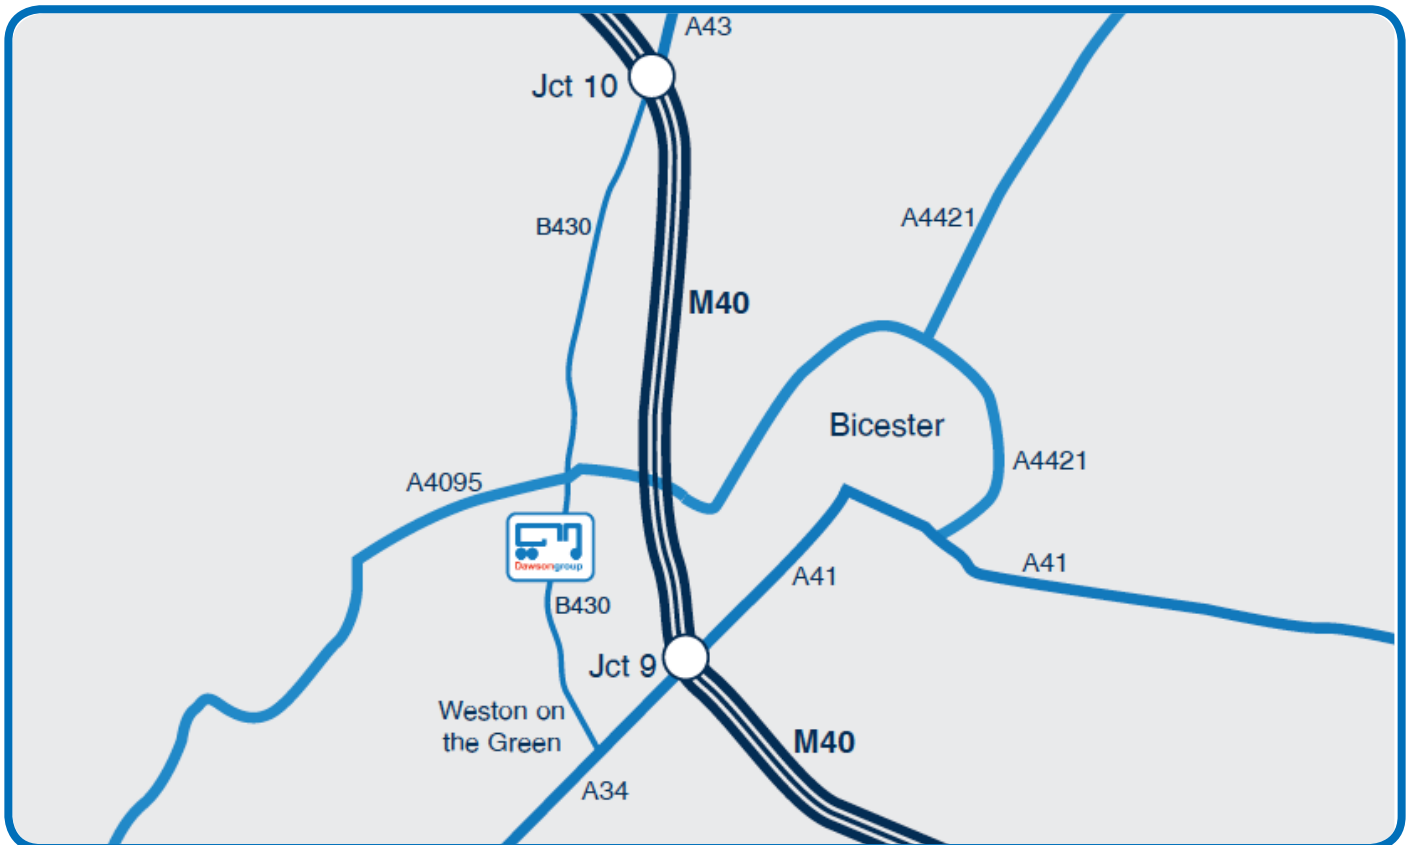 A43
Jct 10
A4421
B430
M40
Bicester
A4421
A4095
Dawsongroup
A41
A41
B430
Jct 9
Weston on
the Green
M40
A34